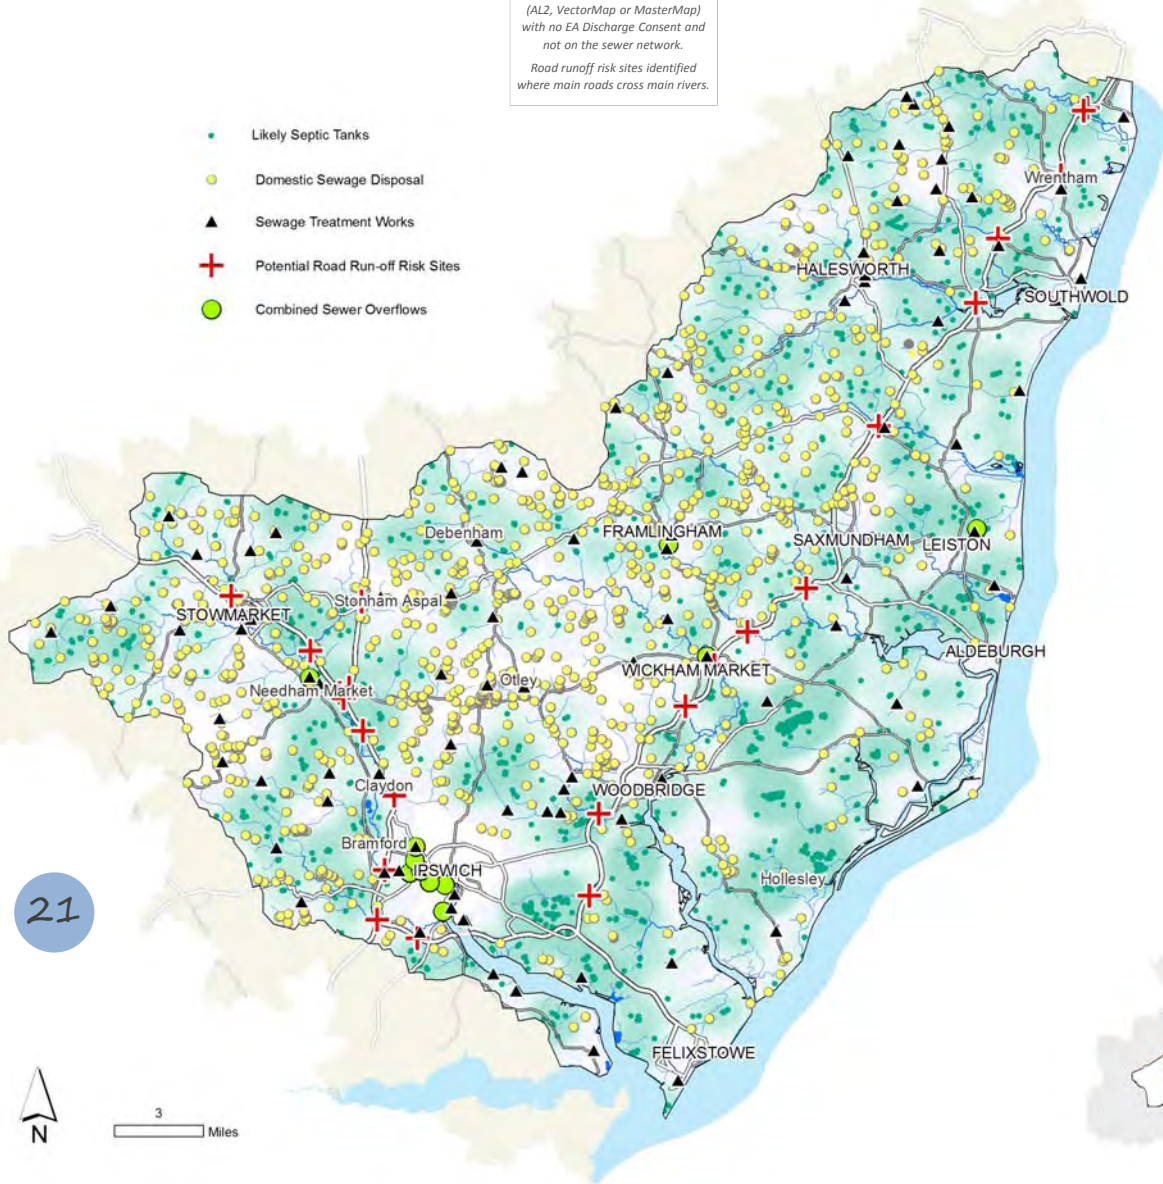 (AL2, VectorMap or MasterMap)
with no EA Discharge Consent and
not on the sewer network.
Road runoff risk sites identified
where main roads cross main rivers.
Likely Septic Tanks
Domestic Sewage Disposal
Sewage Treatment Works
Potential Road Run-off Risk Sites
Combined Sewer Overflows
Wrentham
HALESWORTH
SOUTHWOLD
Debenham
FRAMLINGHAM
SAXMUNDHAM
LEISTON
STOWMARKET
Stonham Aspal
ALDEBURGH
WICKHAM MARKET
Needham Market
Otley
Claydon
WOODBRIDGE
Bramford
IPSWICH
Hollesley
21
FELIXSTOWE
N
3
Miles